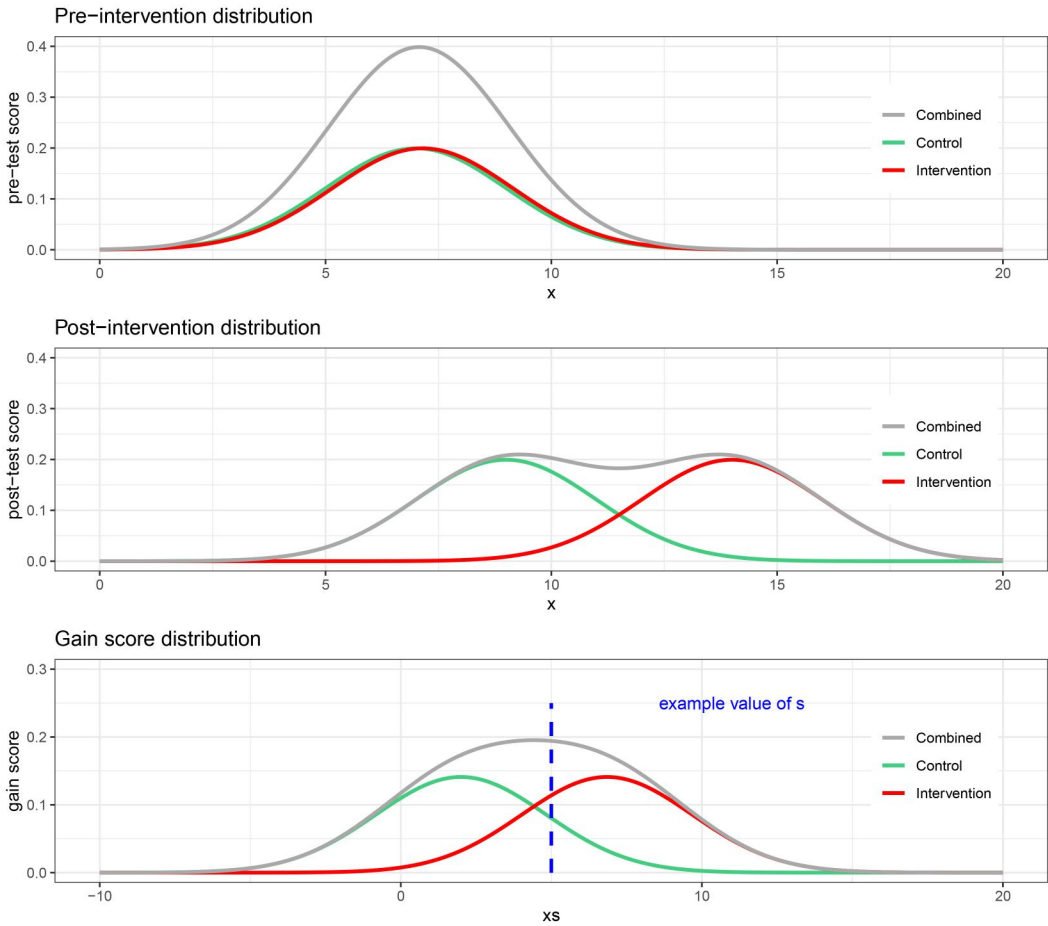 Pre−intervention distribution
0.4
0.3
0.2
0.1
0.0
pre−test score
Combined
Control
Intervention
0 5 10 15 20
x
Post−intervention distribution
0.4
0.3
0.2
0.1
0.0
post−test score
Combined
Control
Intervention
0 5 10 15 20
x
Gain score distribution
0.3
0.2
0.1
0.0
gain score
example value of s
Combined
Control
Intervention
−10 0 10 20
xs